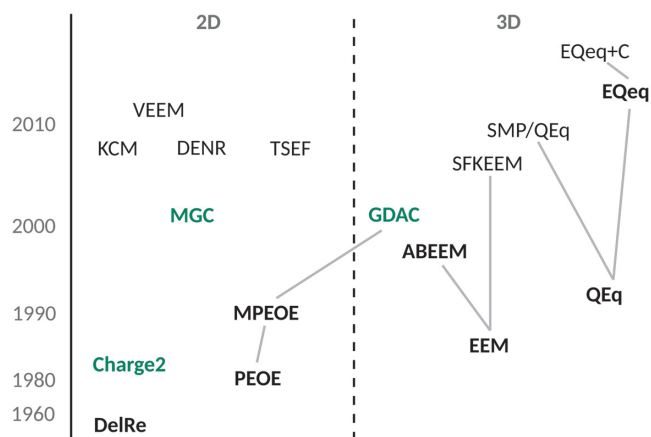 2D 3D
EQeq+C
EQeq
VEEM
2010
SMP/QEq
KCM DENR TSEF
SFKEEM
MGC GDAC
2000
ABEEM
QEq
1990 MPEOE
EEM
Charge2
1980 PEOE
1960
DelRe